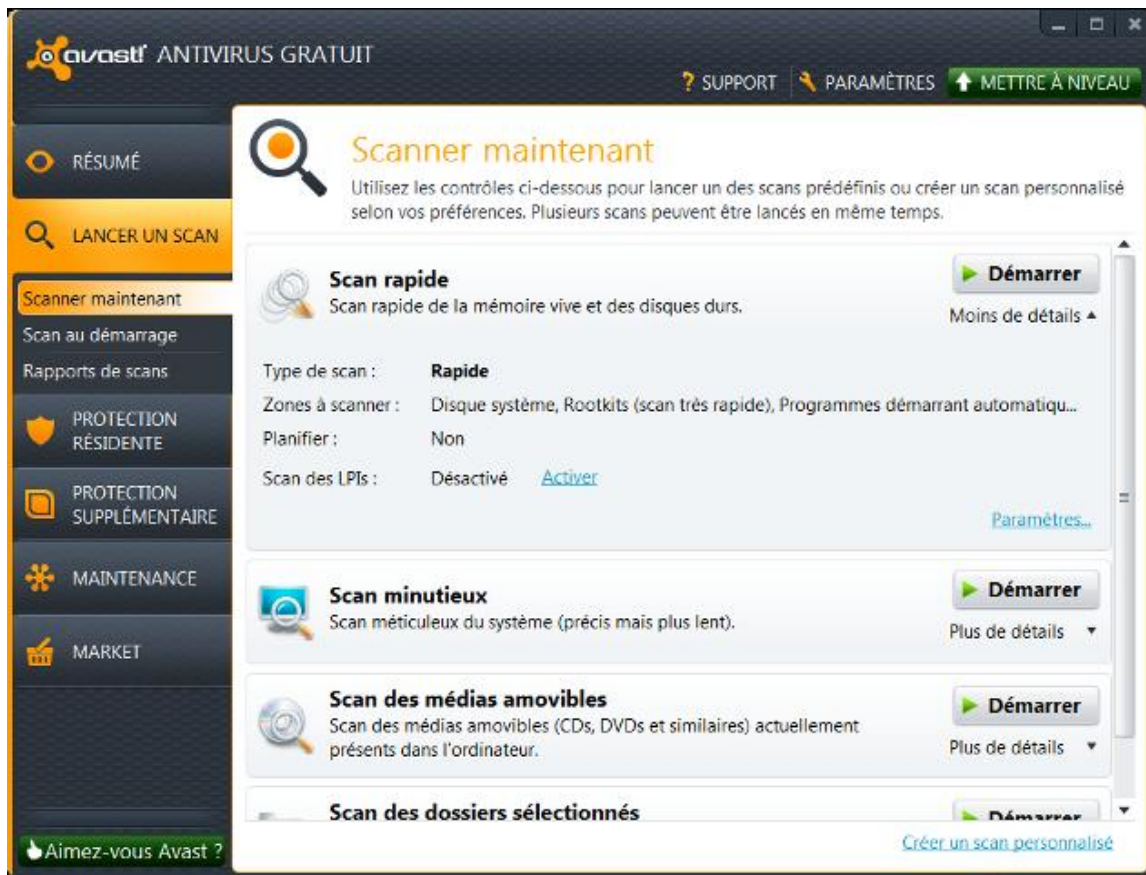 avast! ANTIVIRUS GRATUIT
? SUPPORT PARAMÈTRES METTRE À NIVEAU
RÉSUMÉ
LANCER UN SCAN
Scanner maintenant
Scan au démarrage
Rapports de scans
PROTECTION
RÉSIDENTE
PROTECTION
SUPPLÉMENTAIRE
MAINTENANCE
MARKET
Aimez-vous Avast ?
Scanner maintenant
Utilisez les contrôles ci-dessous pour lancer un des scans prédéfinis ou créer un scan personnalisé
selon vos préférences. Plusieurs scans peuvent être lancés en même temps.
Scan rapide
Scan rapide de la mémoire vive et des disques durs.
Démarrer
Moins de détails
Type de scan : Rapide
Zones à scanner : Disque système, Rootkits (scan très rapide), Programmes démarrant automatiqu...
Planifier : Non
Scan des LPIs : Désactivé Activer
Paramètres...
Scan minutieux
Scan méticuleux du système (précis mais plus lent).
Démarrer
Plus de détails
Scan des médias amovibles
Scan des médias amovibles (CDs, DVDs et similaires) actuellement
présents dans l'ordinateur.
Démarrer
Plus de détails
Scan des dossiers sélectionnés
Démarrer
Créer un scan personnalisé